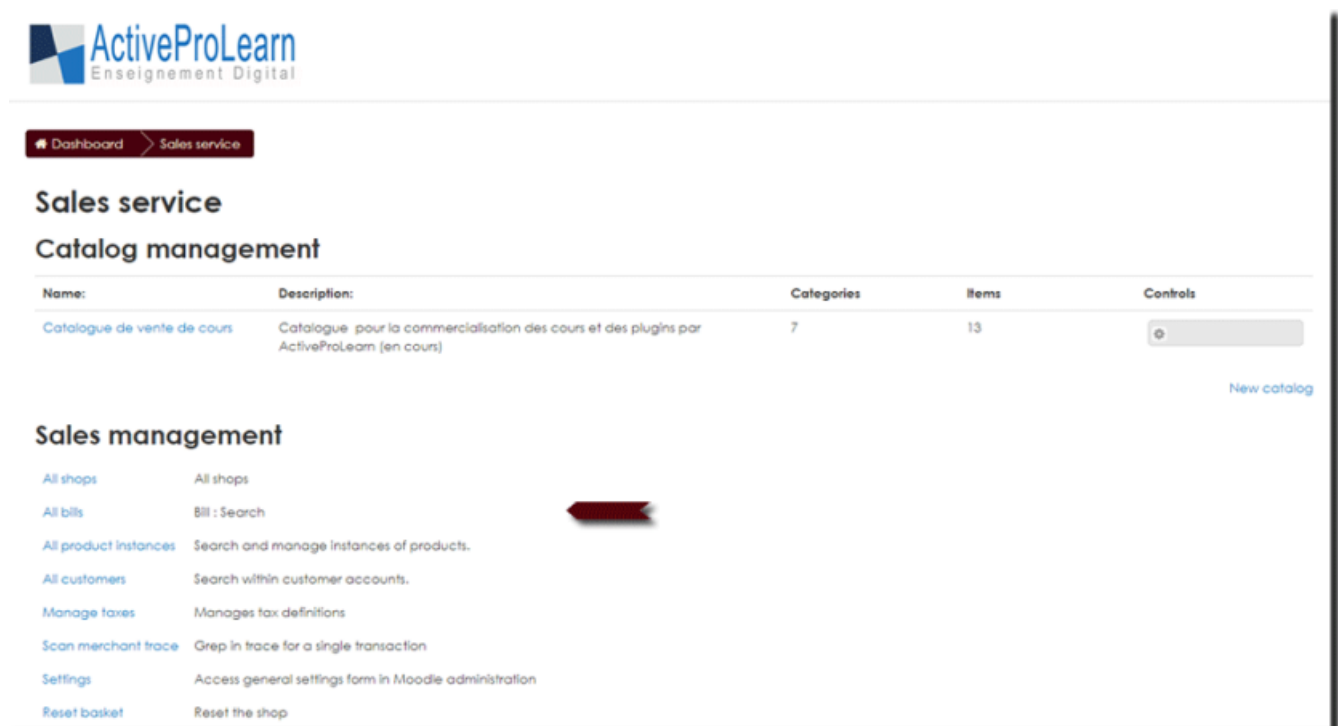 ActiveProLearn
Enseignement Digital
Dashboard Sales service
Sales service
Catalog management
Name: Description: Categories Items Controls
Catalogue de vente de cours Catalogue pour la commercialisation des cours et des plugins par 7 13
ActiveProLearn (en cours)
New catalog
Sales management
All shops All shops
All bills Bill : Search
All product instances Search and manage instances of products.
All customers Search within customer accounts.
Manage taxes Manages tax definitions
Scan merchant trace Grep in trace for a single transaction
Settings Access general settings form in Moodle administration
Reset basket Reset the shop